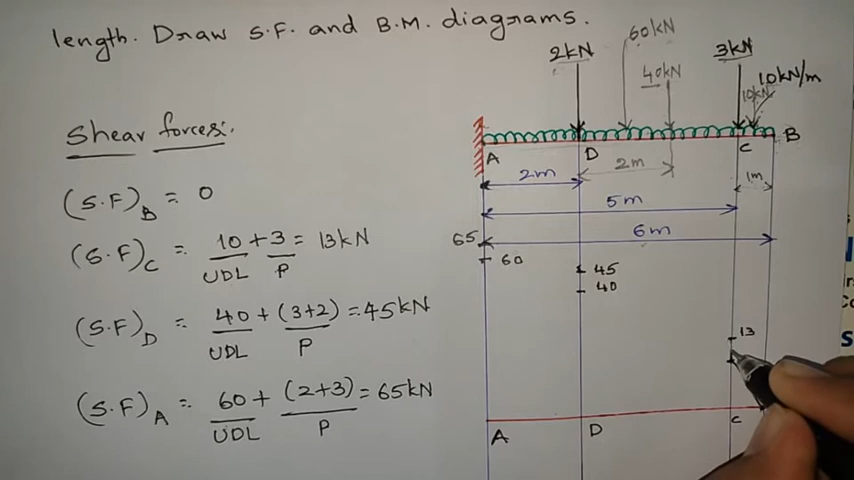 length. Draw S.F. and B.M. diagrams.
Shear forces:
(S.F)B = 0
(S.F)C = 10 + 3 = 13kN
UDL P
(S.F)D = 40 + (3+2) = 45kN
UDL P
(S.F)A = 60 + (2+3) = 65kN
UDL P
60kN
2kN 3kN
40kN 10kN/m
10kN
A D C B
2m 2m 1m
5m
6m
65
60
45
40
13
A D C